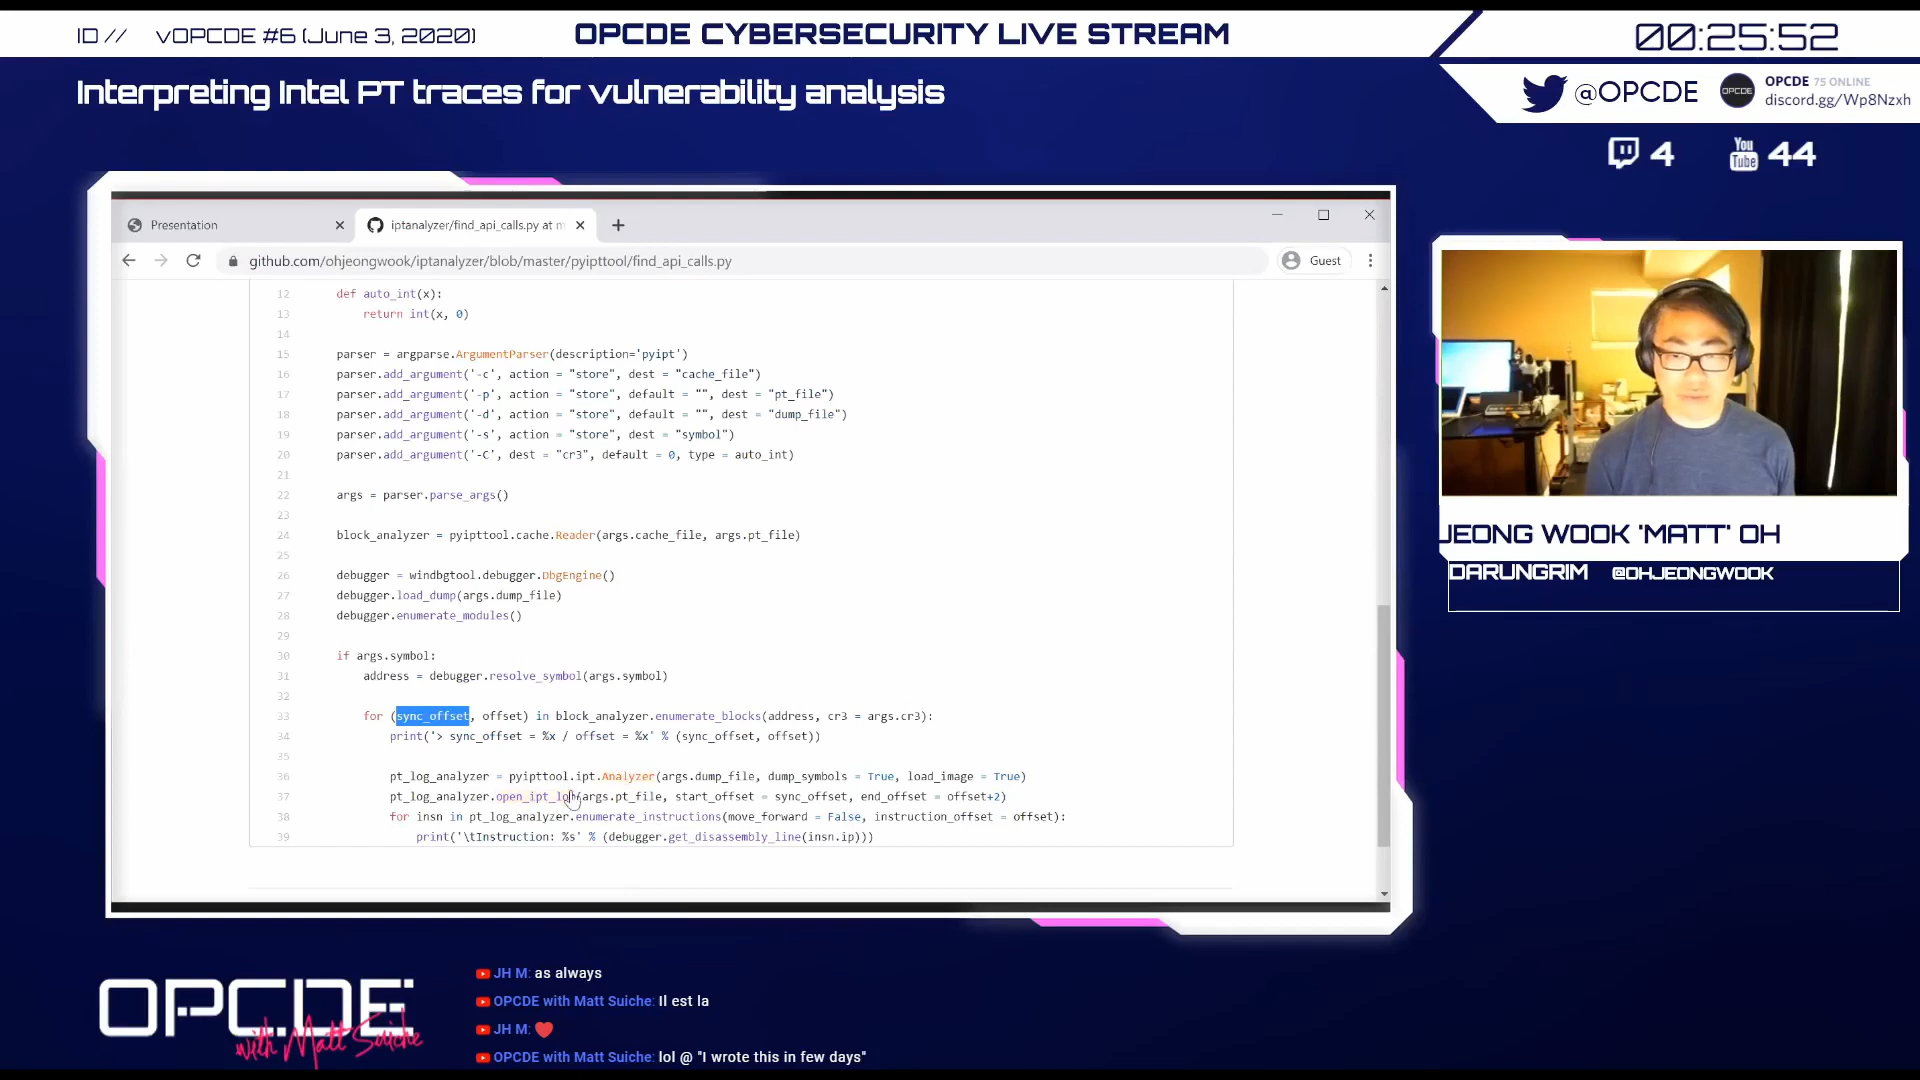 ID // vOPCDE #6 (June 3, 2020)
OPCDE CYBERSECURITY LIVE STREAM
00:25:52
Interpreting Intel PT traces for vulnerability analysis
@OPCDE
OPCDE
OPCDE 75 ONLINE
discord.gg/Wp8Nzxh
4
You Tube 44
Presentation
iptanalyzer/find_api_calls.py at m
github.com/ohjeongwook/iptanalyzer/blob/master/pyipttool/find_api_calls.py
Guest
12 def auto_int(x):
13 return int(x, 0)
14
15 parser = argparse.ArgumentParser(description='pyipt')
16 parser.add_argument('-c', action = "store", dest = "cache_file")
17 parser.add_argument('-p', action = "store", default = "", dest = "pt_file")
18 parser.add_argument('-d', action = "store", default = "", dest = "dump_file")
19 parser.add_argument('-s', action = "store", dest = "symbol")
20 parser.add_argument('-C', dest = "cr3", default = 0, type = auto_int)
21
22 args = parser.parse_args()
23
24 block_analyzer = pyipttool.cache.Reader(args.cache_file, args.pt_file)
25
26 debugger = windbgtool.debugger.DbgEngine()
27 debugger.load_dump(args.dump_file)
28 debugger.enumerate_modules()
29
30 if args.symbol:
31 address = debugger.resolve_symbol(args.symbol)
32
33 for (sync_offset, offset) in block_analyzer.enumerate_blocks(address, cr3 = args.cr3):
34 print('> sync_offset = %x / offset = %x' % (sync_offset, offset))
35
36 pt_log_analyzer = pyipttool.ipt.Analyzer(args.dump_file, dump_symbols = True, load_image = True)
37 pt_log_analyzer.open_ipt_log(args.pt_file, start_offset = sync_offset, end_offset = offset+2)
38 for insn in pt_log_analyzer.enumerate_instructions(move_forward = False, instruction_offset = offset):
39 print('\tInstruction: %s' % (debugger.get_disassembly_line(insn.ip)))
JEONG WOOK 'MATT' OH
DARUNGRIM @OHJEONGWOOK
OPCDE
with Matt Suiche
JH M: as always
OPCDE with Matt Suiche: Il est la
JH M: ❤
OPCDE with Matt Suiche: lol @ "I wrote this in few days"